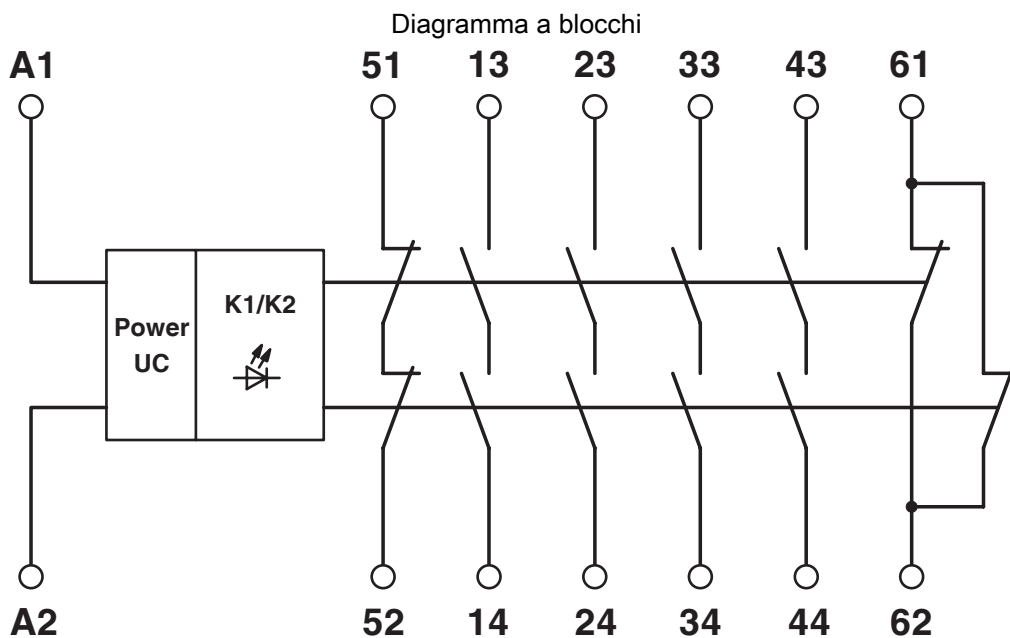 Diagramma a blocchi
A1 51 13 23 33 43 61
K1/K2
Power
UC
A2 52 14 24 34 44 62